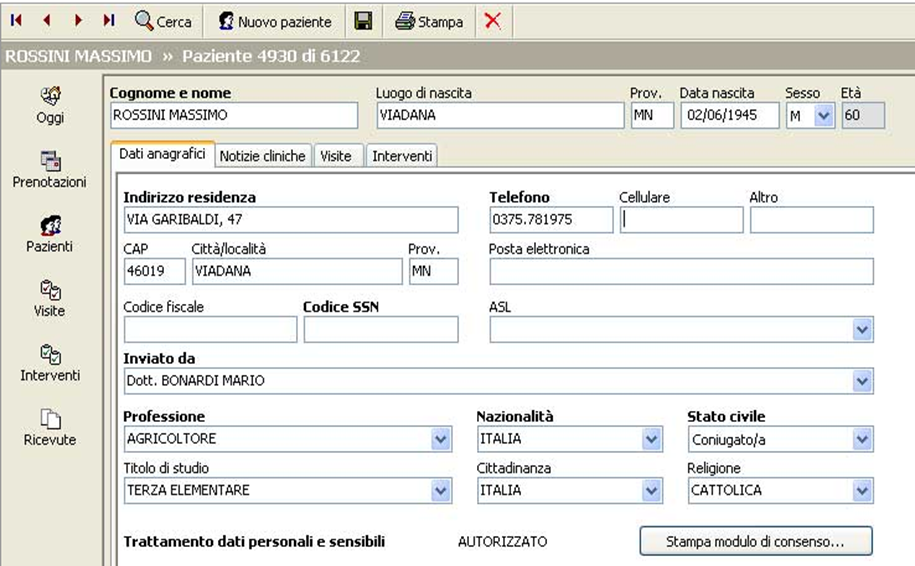 Cerca Nuovo paziente Stampa
ROSSINI MASSIMO » Paziente 4930 di 6122
Oggi
Prenotazioni
Pazienti
Visite
Interventi
Ricevute
Cognome e nome Luogo di nascita Prov. Data nascita Sesso Età
ROSSINI MASSIMO VIADANA MN 02/06/1945 M 60
Dati anagrafici Notizie cliniche Visite Interventi
Indirizzo residenza Telefono Cellulare Altro
VIA GARIBALDI, 47 0375.781975
CAP Città/località Prov. Posta elettronica
46019 VIADANA MN
Codice fiscale Codice SSN ASL
Inviato da
Dott. BONARDI MARIO
Professione Nazionalità Stato civile
AGRICOLTORE ITALIA Coniugato/a
Titolo di studio Cittadinanza Religione
TERZA ELEMENTARE ITALIA CATTOLICA
Trattamento dati personali e sensibili AUTORIZZATO Stampa modulo di consenso...